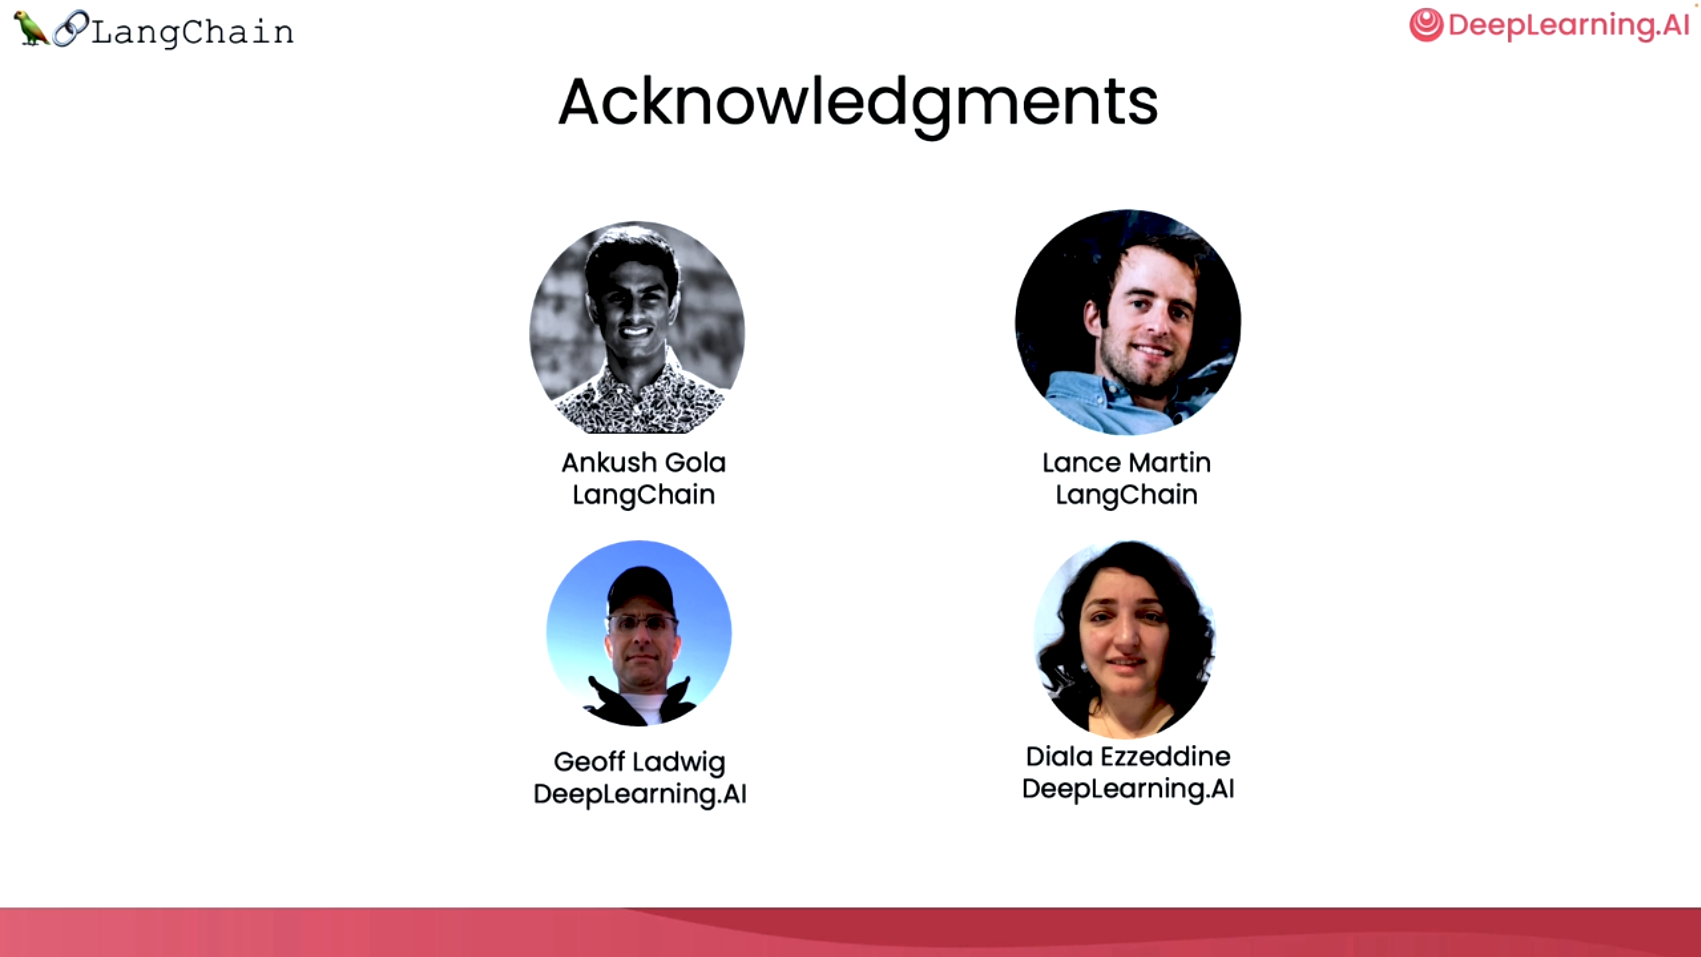 LangChain
DeepLearning.AI
Acknowledgments
Ankush Gola
LangChain
Lance Martin
LangChain
Geoff Ladwig
DeepLearning.AI
Diala Ezzeddine
DeepLearning.AI